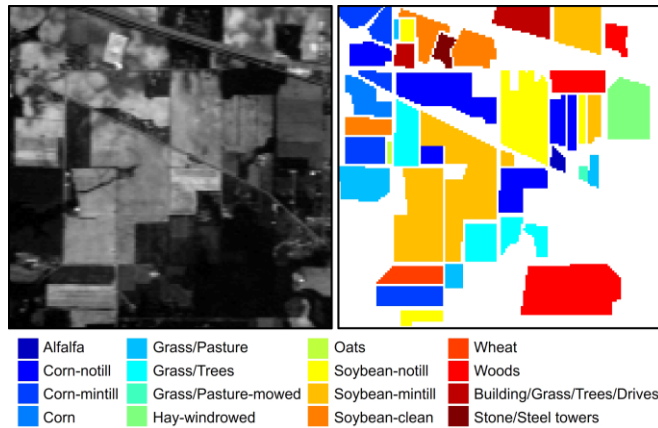 Alfalfa
Corn-notill
Corn-mintill
Corn
Grass/Pasture
Grass/Trees
Grass/Pasture-mowed
Hay-windrowed
Oats
Soybean-notill
Soybean-mintill
Soybean-clean
Wheat
Woods
Building/Grass/Trees/Drives
Stone/Steel towers